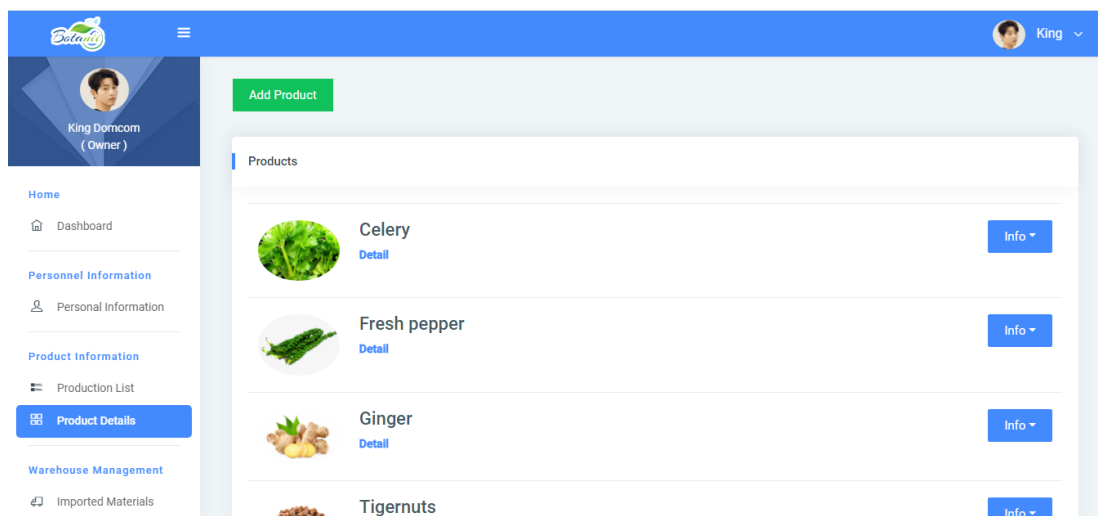 Botanii
King
King Domcom
( Owner )
Home
Dashboard
Personnel Information
Personal Information
Product Information
Production List
Product Details
Warehouse Management
Imported Materials
Add Product
Products
Celery
Detail
Info
Fresh pepper
Detail
Info
Ginger
Detail
Info
Tigernuts
Info